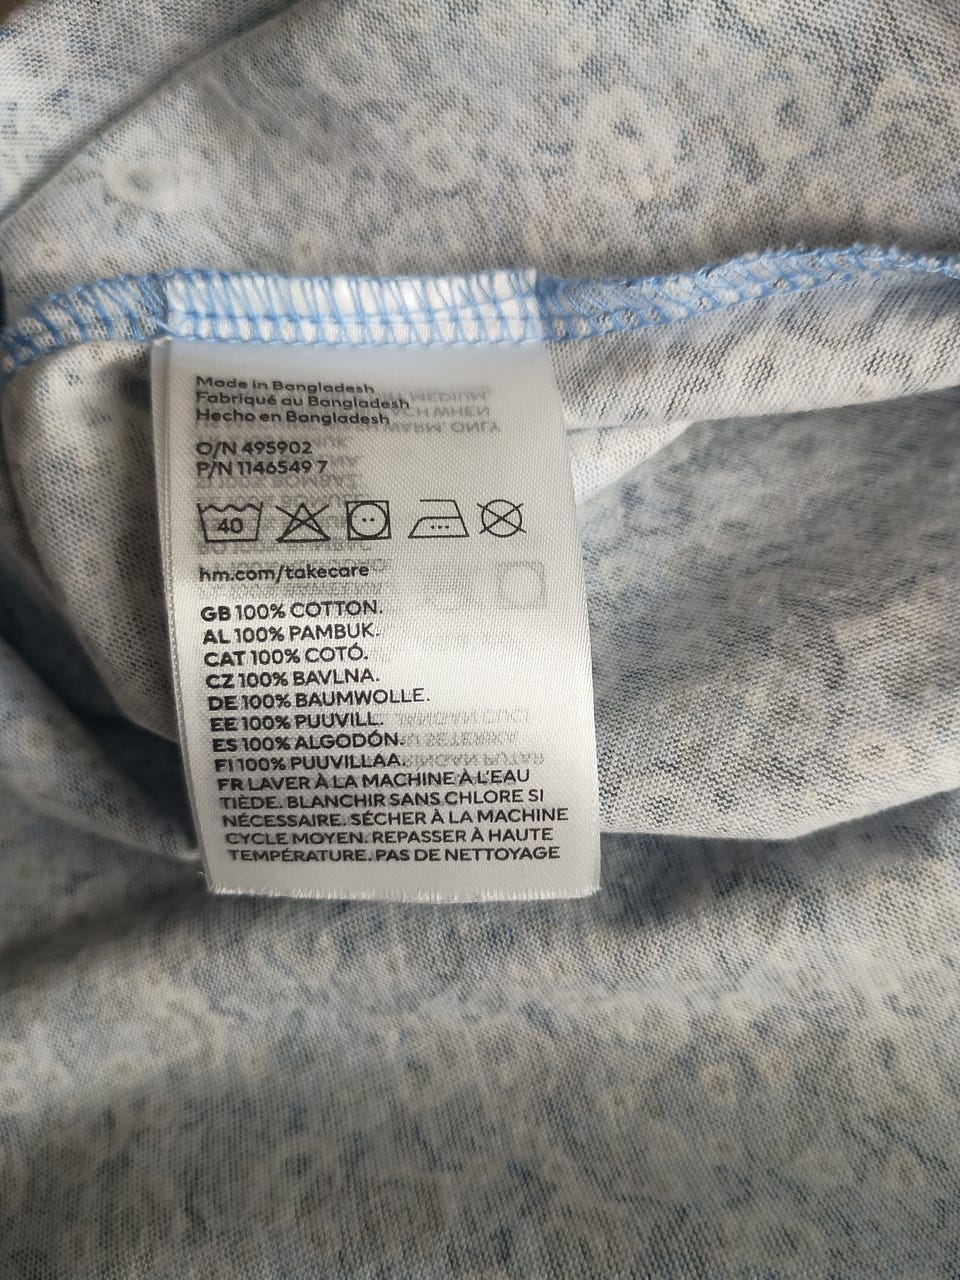 Made in Bangladesh
Fabriqué au Bangladesh
Hecho en Bangladesh
O/N 495902
P/N 1146549 7
40
hm.com/takecare
GB 100% COTTON.
AL 100% PAMBUK.
CAT 100% COTÓ.
CZ 100% BAVLNA.
DE 100% BAUMWOLLE.
EE 100% PUUVILL.
ES 100% ALGODÓN.
FI 100% PUUVILLAA.
FR LAVER À LA MACHINE À L'EAU
TIÈDE. BLANCHIR SANS CHLORE SI
NÉCESSAIRE. SÉCHER À LA MACHINE
CYCLE MOYEN. REPASSER À HAUTE
TEMPÉRATURE. PAS DE NETTOYAGE